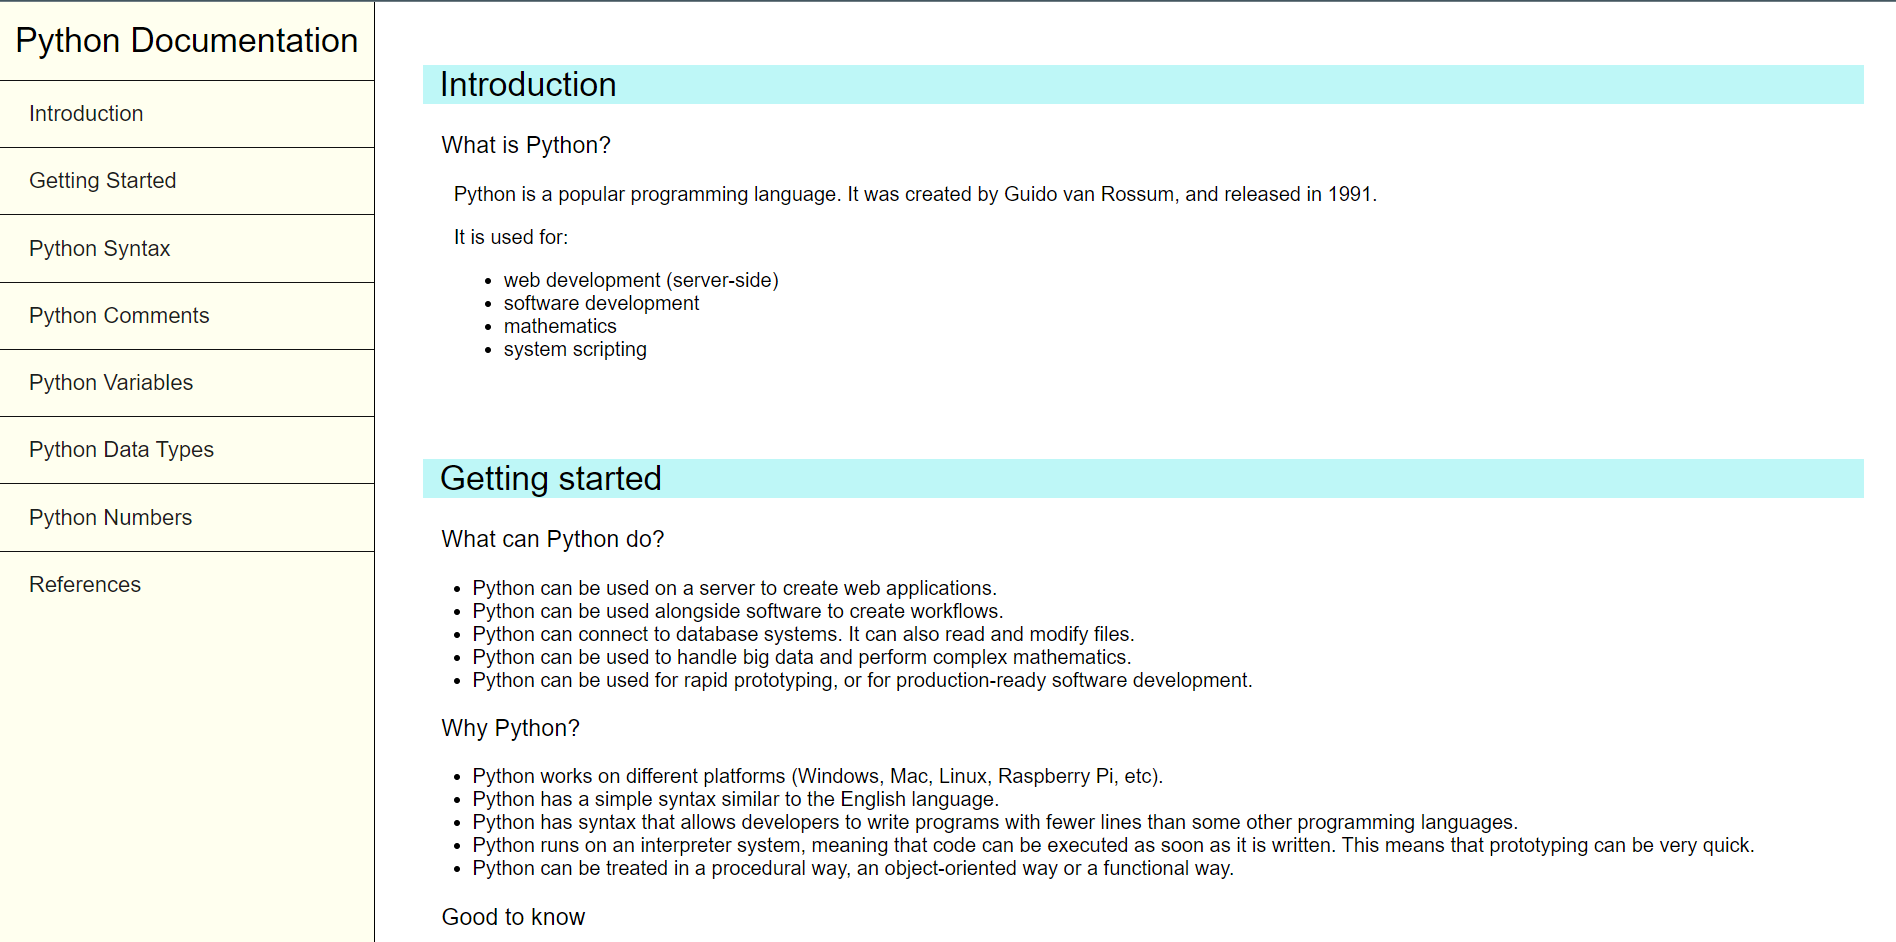 Python Documentation
Introduction
Getting Started
Python Syntax
Python Comments
Python Variables
Python Data Types
Python Numbers
References
Introduction
What is Python?
Python is a popular programming language. It was created by Guido van Rossum, and released in 1991.
It is used for:
web development (server-side)
software development
mathematics
system scripting
Getting started
What can Python do?
Python can be used on a server to create web applications.
Python can be used alongside software to create workflows.
Python can connect to database systems. It can also read and modify files.
Python can be used to handle big data and perform complex mathematics.
Python can be used for rapid prototyping, or for production-ready software development.
Why Python?
Python works on different platforms (Windows, Mac, Linux, Raspberry Pi, etc).
Python has a simple syntax similar to the English language.
Python has syntax that allows developers to write programs with fewer lines than some other programming languages.
Python runs on an interpreter system, meaning that code can be executed as soon as it is written. This means that prototyping can be very quick.
Python can be treated in a procedural way, an object-oriented way or a functional way.
Good to know